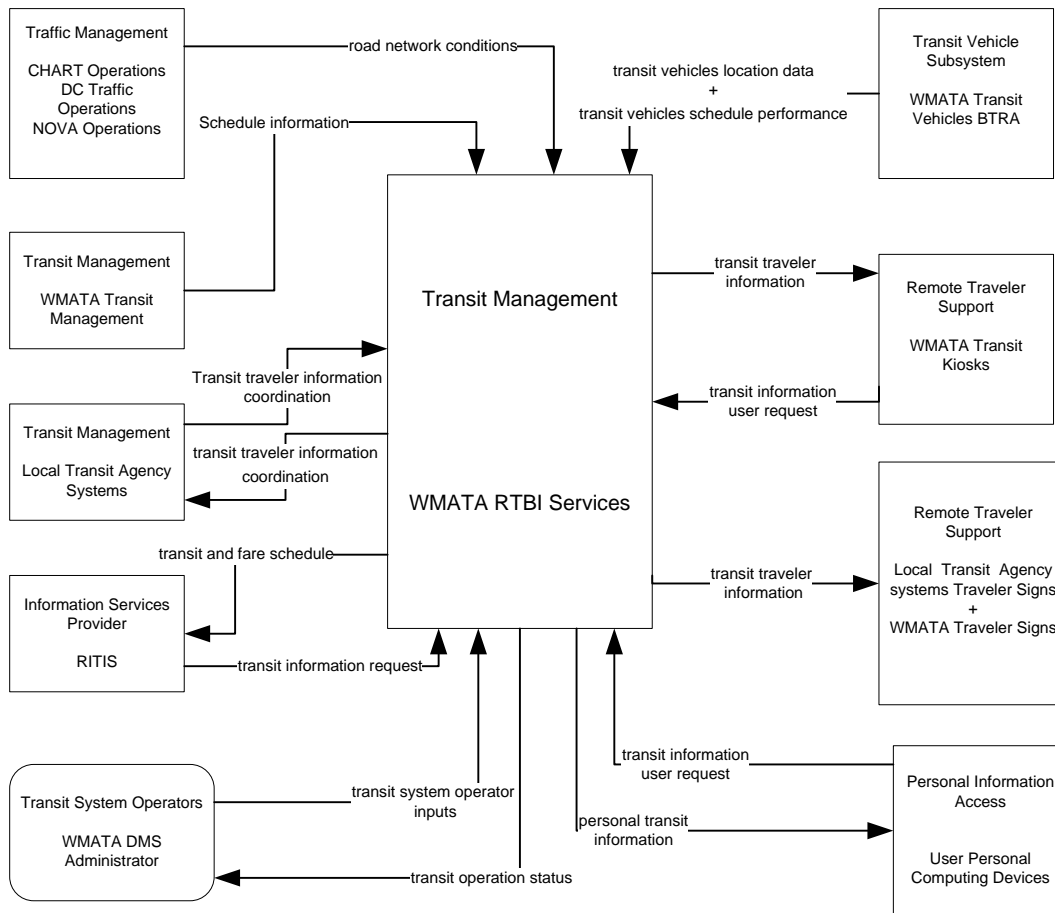 Traffic Management
CHART Operations
DC Traffic
Operations
NOVA Operations
road network conditions
transit vehicles location data
+
transit vehicles schedule performance
Transit Vehicle
Subsystem
WMATA Transit
Vehicles BTRA
Schedule information
Transit Management
WMATA Transit
Management
Transit Management
WMATA RTBI Services
transit traveler
information
Remote Traveler
Support
WMATA Transit
Kiosks
transit information
user request
Transit traveler information
coordination
Transit Management
Local Transit Agency
Systems
transit traveler information
coordination
Remote Traveler
Support
Local Transit Agency
systems Traveler Signs
+
WMATA Traveler Signs
transit traveler
information
transit and fare schedule
Information Services
Provider
RITIS
transit information request
transit information
user request
Personal Information
Access
User Personal
Computing Devices
Transit System Operators
WMATA DMS
Administrator
transit system operator
inputs
personal transit
information
transit operation status